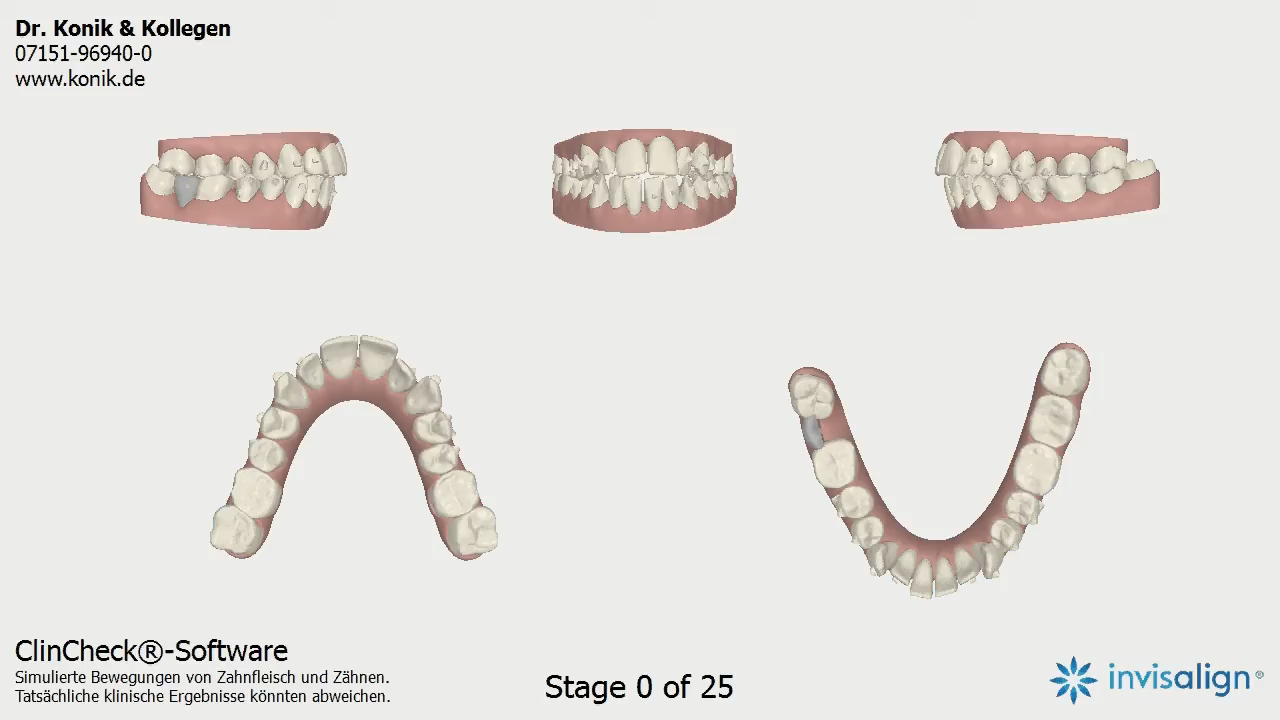 Dr. Konik & Kollegen
07151-96940-0
www.konik.de
ClinCheck®-Software
Simulierte Bewegungen von Zahnfleisch und Zähnen.
Tatsächliche klinische Ergebnisse könnten abweichen.
Stage 0 of 25
invisalign®